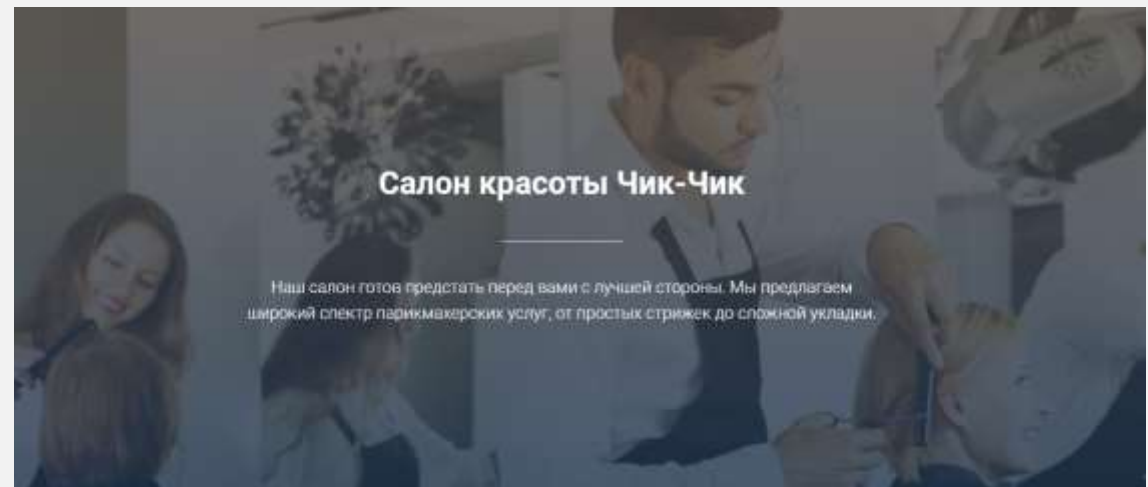 Салон красоты Чик-Чик
Наш салон готов предстать перед вами с лучшей стороны. Мы предлагаем
широкий спектр парикмахерских услуг, от простых стрижек до сложной укладки.